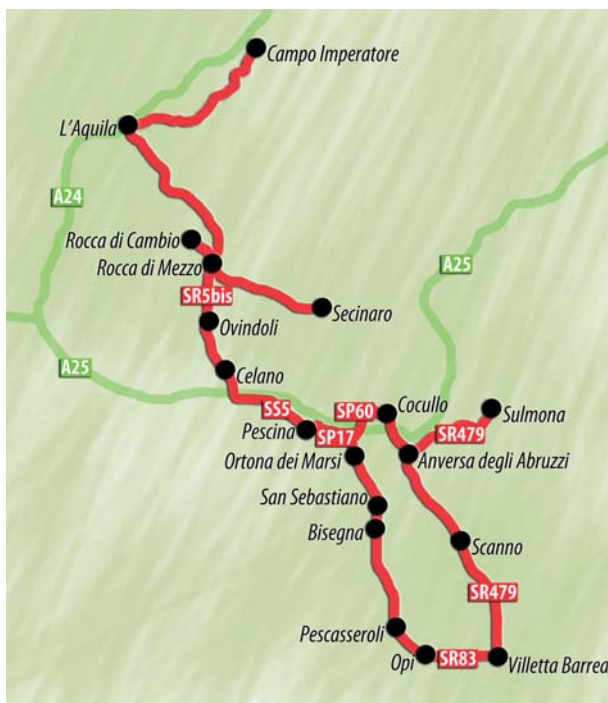 Campo Imperatore
L'Aquila
A24
Rocca di Cambio
A25
Rocca di Mezzo
SR5bis
Secinaro
Ovindoli
A25
Celano
SS5
SP60
Cocullo
Sulmona
Pescina
SP17
SR479
Ortona dei Marsi
Anversa degli Abruzzi
San Sebastiano
Bisegna
Scanno
SR479
Pescasseroli
Opi
SR83
Villetta Barrea